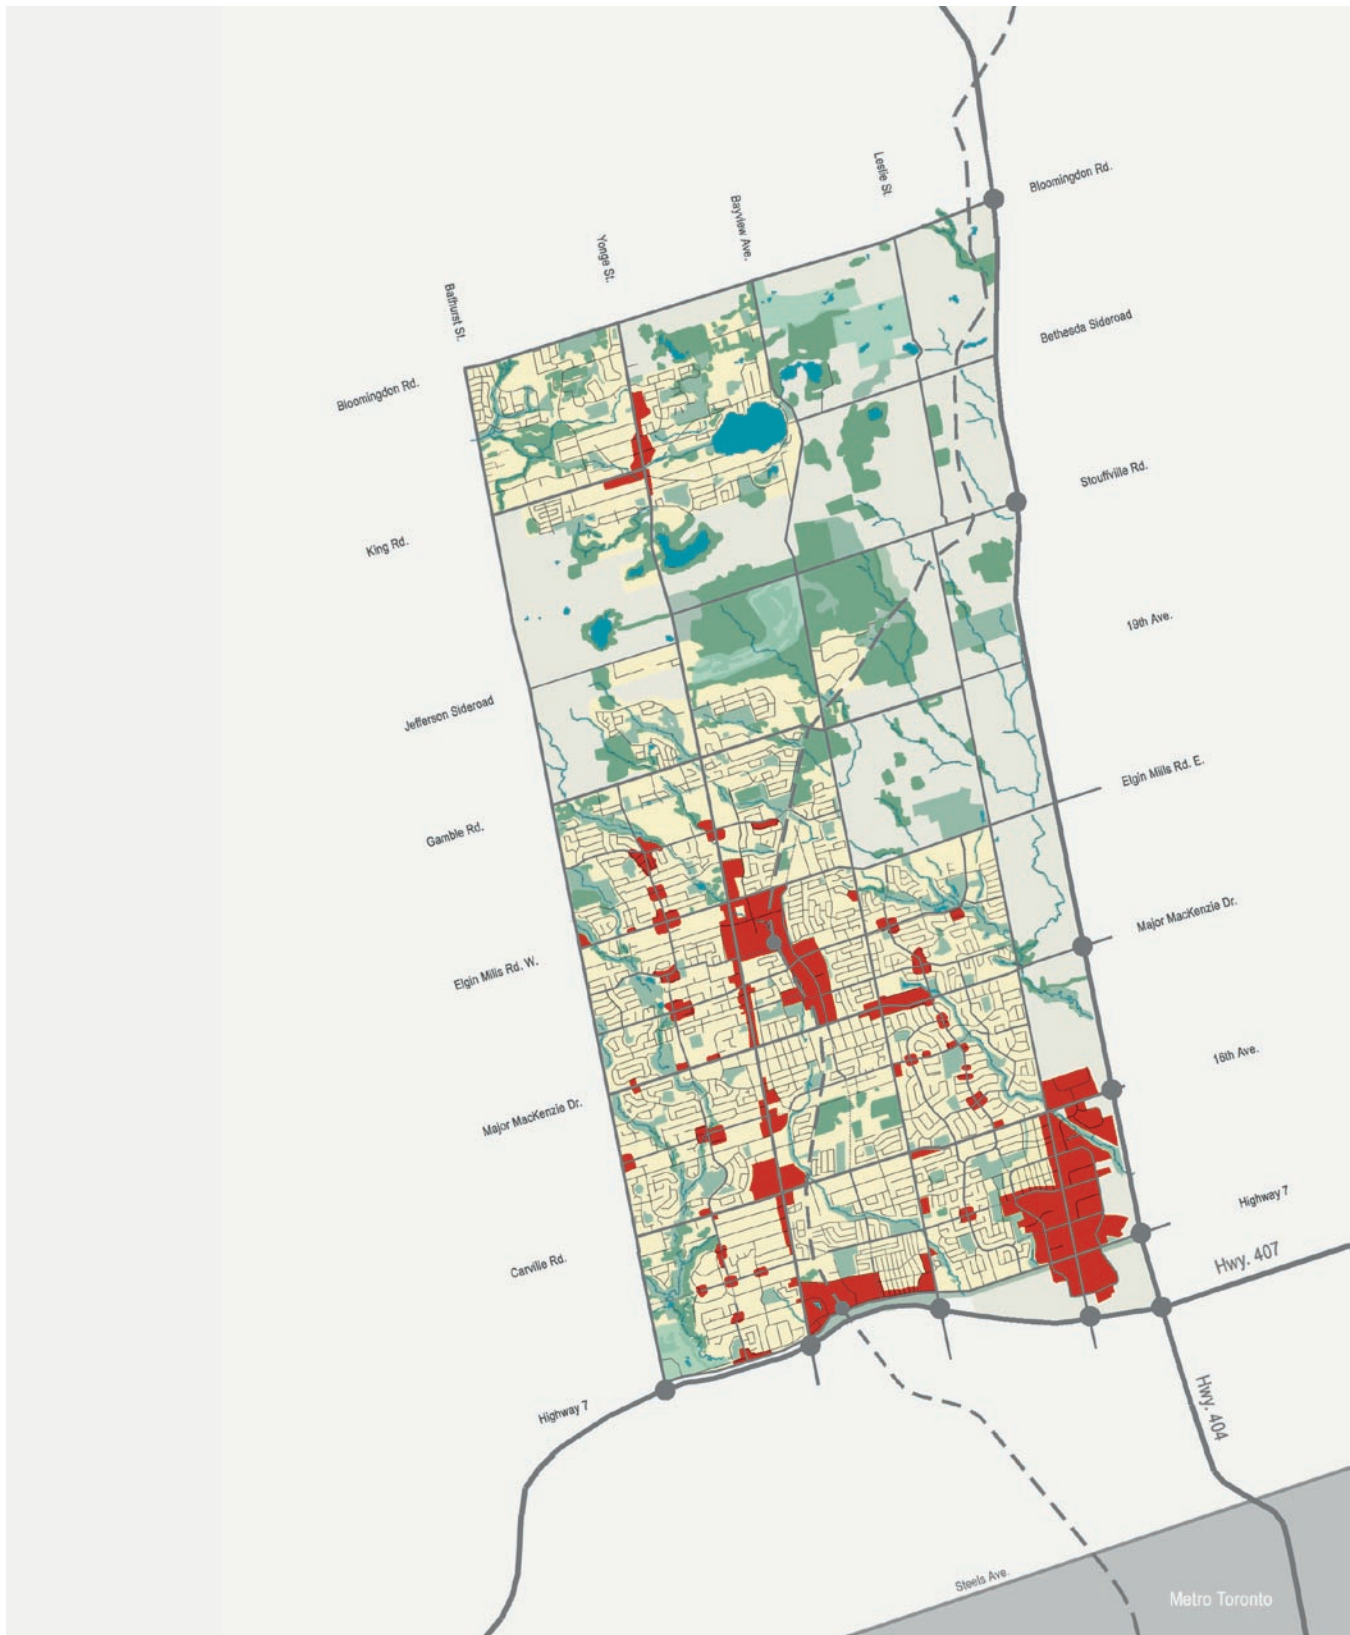 Leslie St.
Bloomingdon Rd.
Bayview Ave.
Yonge St.
Bathurst St.
Bethesda Sideroad
Bloomingdon Rd.
Stouffville Rd.
King Rd.
19th Ave.
Jefferson Sideroad
Elgin Mills Rd. E.
Gamble Rd.
Major MacKenzie Dr.
Elgin Mills Rd. W.
16th Ave.
Major MacKenzie Dr.
Highway 7
Carville Rd.
Hwy. 407
Highway 7
Hwy. 404
Steels Ave.
Metro Toronto